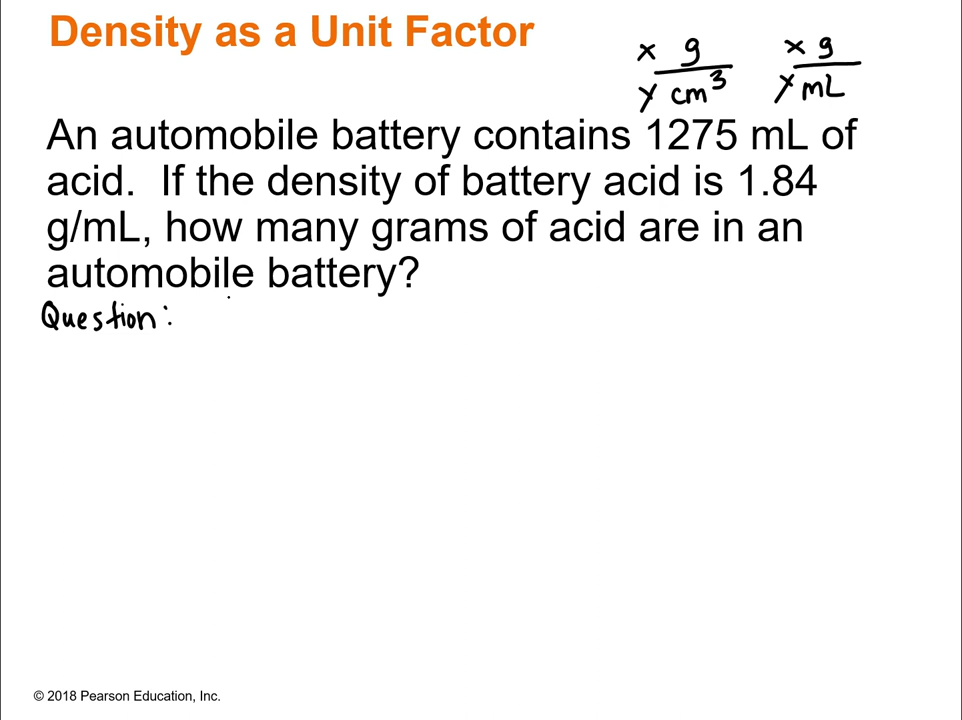 Density as a Unit Factor
x g x g
y cm³ y mL
An automobile battery contains 1275 mL of
acid. If the density of battery acid is 1.84
g/mL, how many grams of acid are in an
automobile battery?
Question:
© 2018 Pearson Education, Inc.